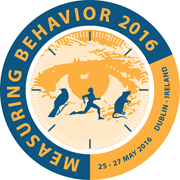 MEASURING BEHAVIOR 2016
25 - 27 MAY 2016 DUBLIN - IRELAND